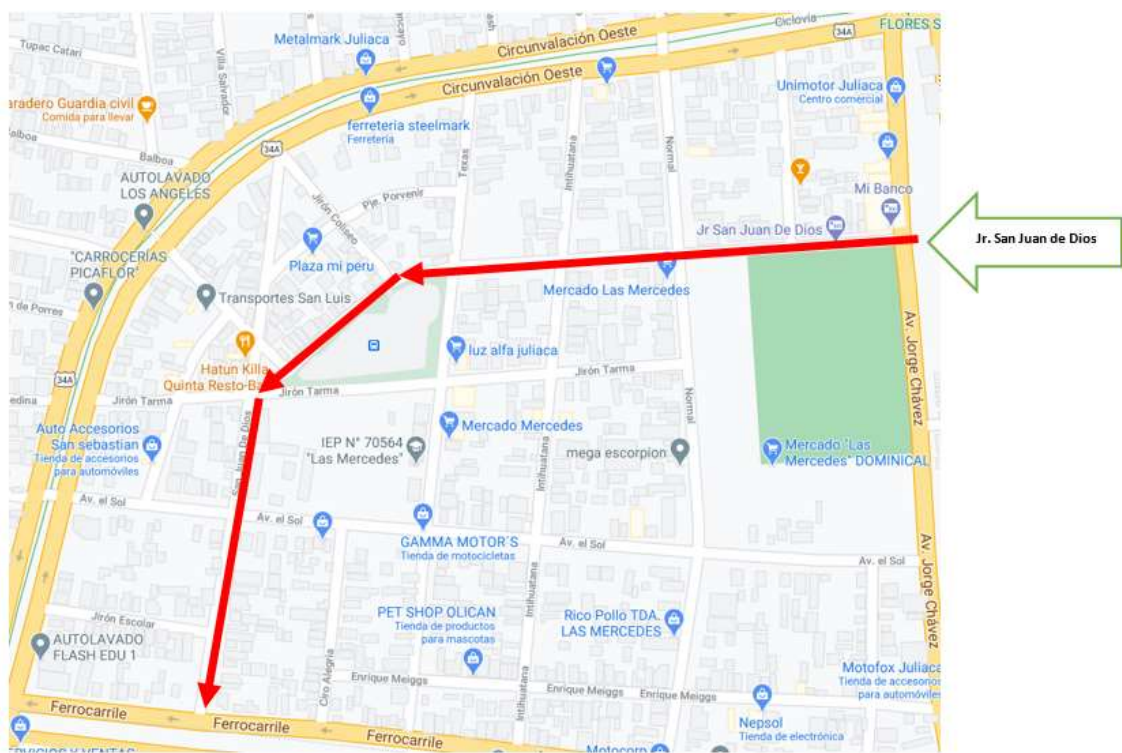 Ciclovía
FLORES S
34A
Tupac Catari
Villa Salvador
Metalmark Juliaca
Circunvalación Oeste
Circunvalación Oeste
Unimotor Juliaca
Centro comercial
aradero Guardia civil
Comida para llevar
ferretería steelmark
Ferretería
Balboa
34A
AUTOLAVADO
LOS ANGELES
Texas
Intihuatana
Normal
Pje. Porvenir
Jirón Coliseo
Mi Banco
Jr San Juan De Dios
Jr. San Juan de Dios
"CARROCERÍAS
PICAFLOR"
Plaza mi peru
Mercado Las Mercedes
n de Porres
Transportes San Luis
Hatun Killa
Quinta Resto-Ba
luz alfa juliaca
Av. Jorge Chávez
34A
edina
Jirón Tarma
Jirón Tarma
Jirón Tarma
Normal
Auto Accesorios
San sebastian
Tienda de accesorios
para automóviles
San Juan De Dios
IEP N° 70564
"Las Mercedes"
Mercado Mercedes
Intihuatana
mega escorpion
Mercado "Las
Mercedes" DOMINICAL
Av. el Sol
Av. el Sol
GAMMA MOTOR´S
Tienda de motocicletas
Av. el Sol
Av. el Sol
Av. Jorge Chávez
Jirón Escolar
AUTOLAVADO
FLASH EDU 1
PET SHOP OLICAN
Tienda de productos
para mascotas
Intihuatana
Rico Pollo TDA.
LAS MERCEDES
Ciro Alegría
Motofox Juliaca
Tienda de accesorios
para automóviles
Enrique Meiggs
Enrique Meiggs
Enrique Meiggs
Ferrocarrile
Ferrocarrile
Ferrocarrile
Nepsol
Tienda de electrónica
Motocorp